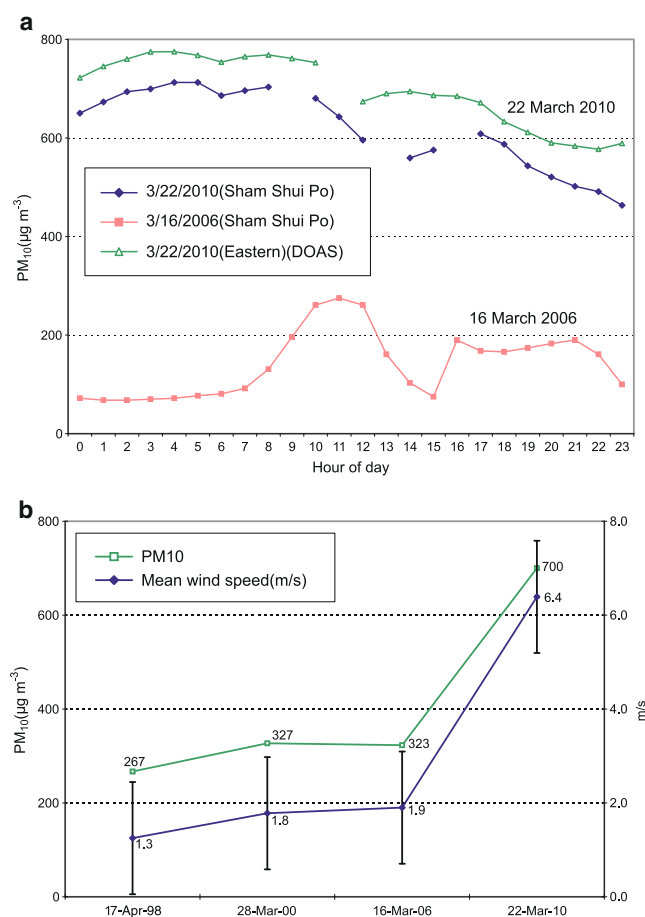 a
800
600
400
200
0
PM₁₀(µg m⁻³)
22 March 2010
3/22/2010(Sham Shui Po)
3/16/2006(Sham Shui Po)
3/22/2010(Eastern)(DOAS)
16 March 2006
0 1 2 3 4 5 6 7 8 9 10 11 12 13 14 15 16 17 18 19 20 21 22 23
Hour of day
b
800
600
400
200
0
PM₁₀(µg m⁻³)
PM10
Mean wind speed(m/s)
267
327
323
700
1.3
1.8
1.9
6.4
8.0
6.0
4.0
2.0
0.0
m/s
17-Apr-98 28-Mar-00 16-Mar-06 22-Mar-10